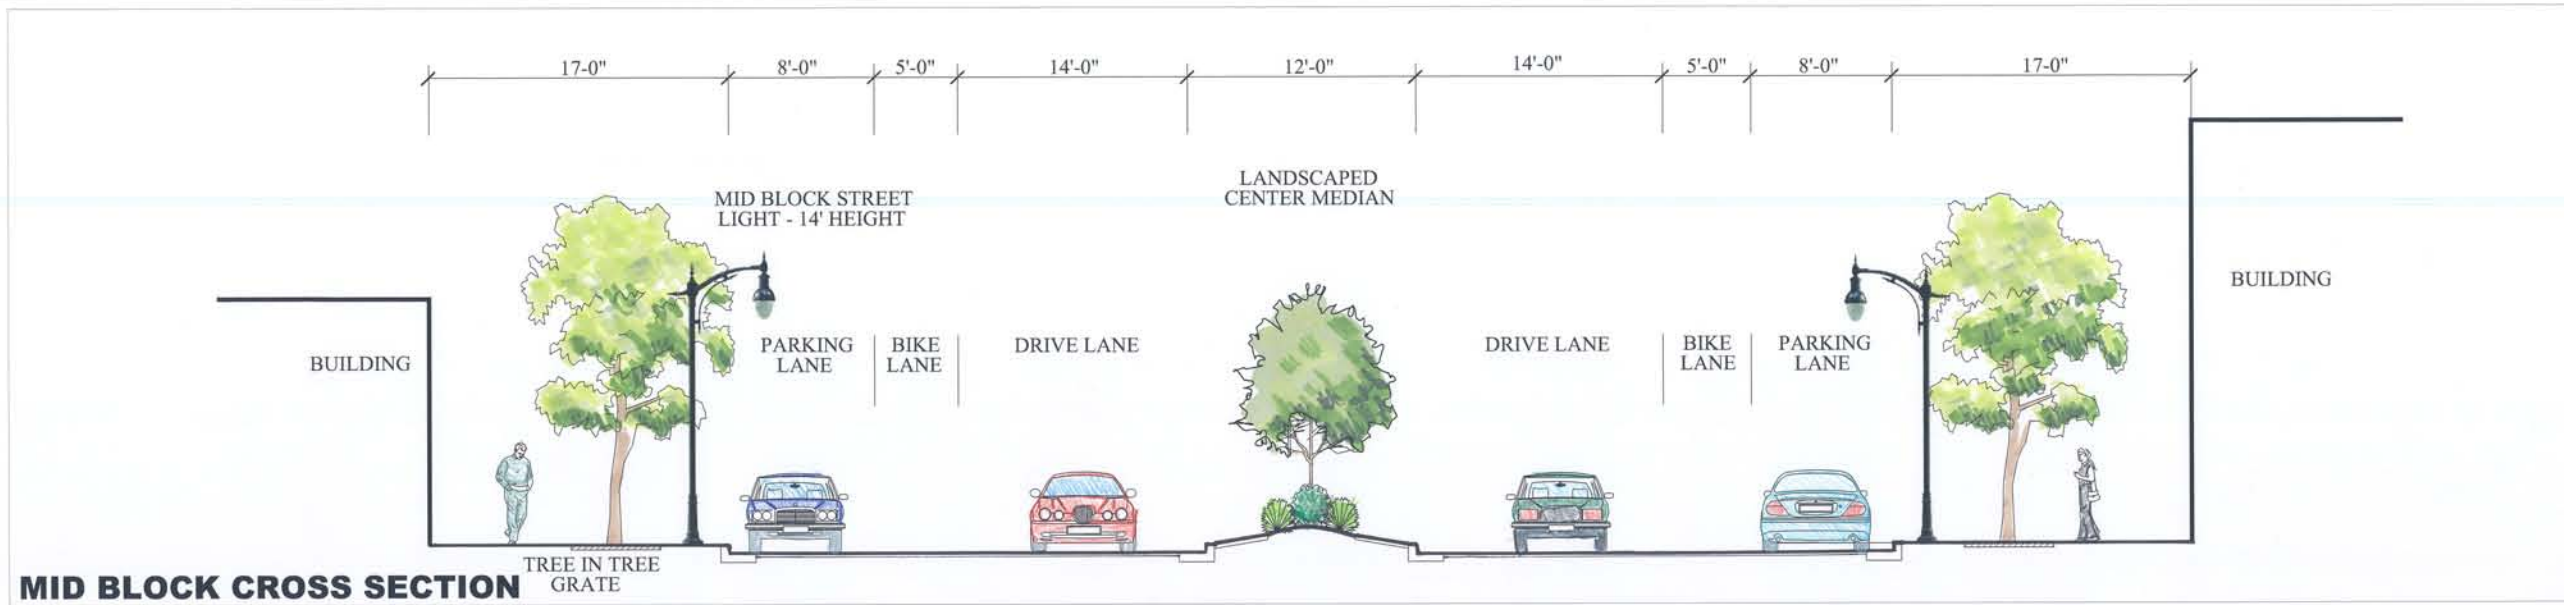 17-0"
8'-0"
5'-0"
14'-0"
12'-0"
14'-0"
5'-0"
8'-0"
17-0"
MID BLOCK STREET
LIGHT - 14' HEIGHT
LANDSCAPED
CENTER MEDIAN
BUILDING
PARKING
LANE
BIKE
LANE
DRIVE LANE
DRIVE LANE
BIKE
LANE
PARKING
LANE
BUILDING
TREE IN TREE
GRATE
MID BLOCK CROSS SECTION